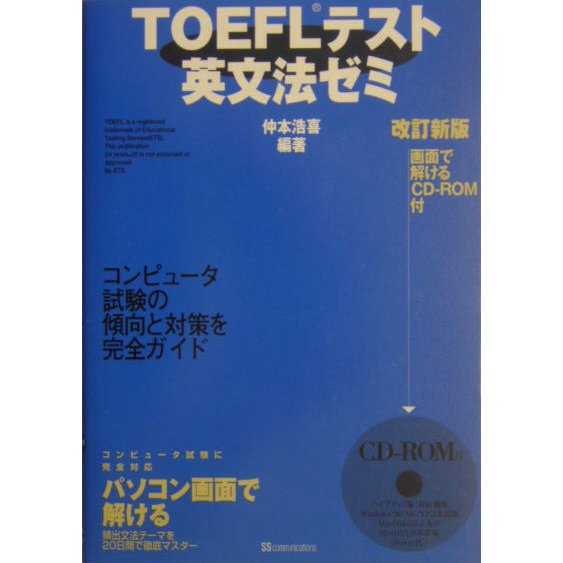 TOEFL®テスト
英文法ゼミ
TOEFL is a registered
trademark of Educational
Testing Service(ETS).
This publication
(or product) is not endorsed or
approved
by ETS.
仲本浩喜
編著
改訂新版
画面で
解ける
CD-ROM
付
コンピュータ
試験の
傾向と対策を
完全ガイド
CD-ROM付
コンピュータ試験に
完全対応
パソコン画面で
解ける
頻出文法テーマを
20日間で徹底マスター
SScommunications